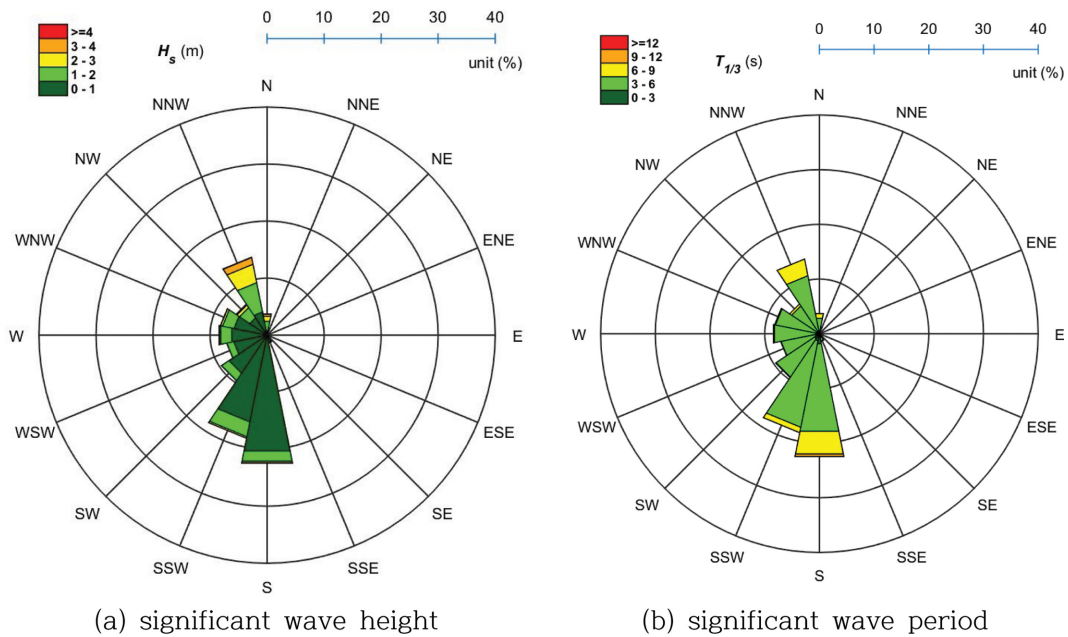 >=4
3 - 4
2 - 3
1 - 2
0 - 1
Hs (m)
0 10 20 30 40
unit (%)
N
NNE
NE
ENE
E
ESE
SE
SSE
S
SSW
SW
WSW
W
WNW
NW
NNW
(a) significant wave height
>=12
9 - 12
6 - 9
3 - 6
0 - 3
T1/3 (s)
0 10 20 30 40
unit (%)
N
NNE
NE
ENE
E
ESE
SE
SSE
S
SSW
SW
WSW
W
WNW
NW
NNW
(b) significant wave period